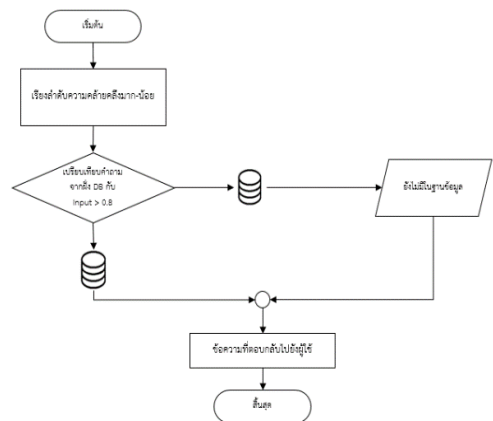 เริ่มต้น
เรียงลำดับความคล้ายคลึงมาก-น้อย
เปรียบเทียบคำถาม
จากฝั่ง DB กับ
Input > 0.8
ยังไม่มีในฐานข้อมูล
ข้อความที่ตอบกลับไปยังผู้ใช้
สิ้นสุด